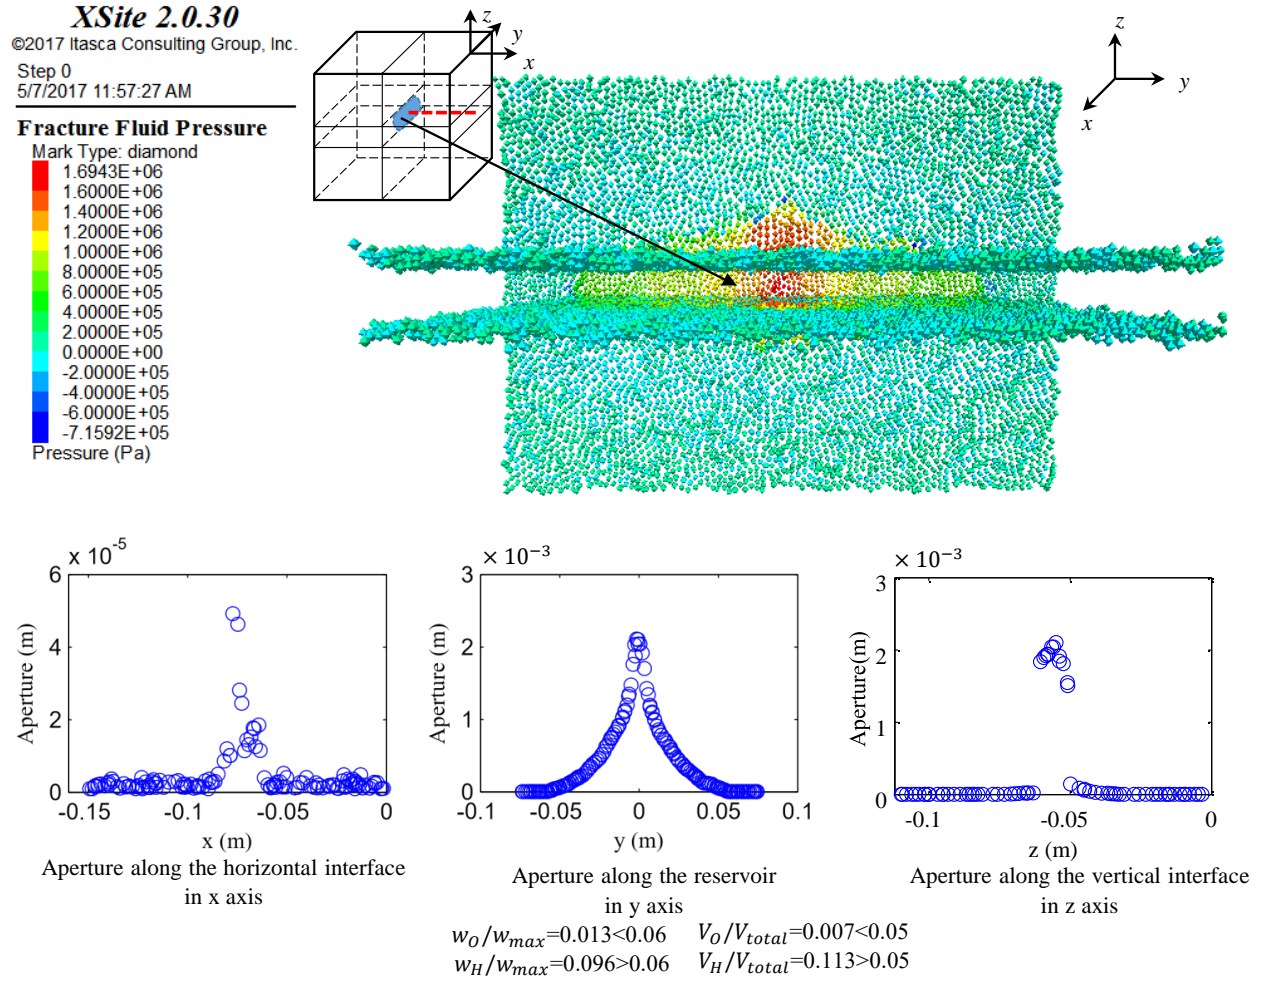 XSite 2.0.30
©2017 Itasca Consulting Group, Inc.
Step 0
5/7/2017 11:57:27 AM
Fracture Fluid Pressure
Mark Type: diamond
1.6943E+06
1.6000E+06
1.4000E+06
1.2000E+06
1.0000E+06
8.0000E+05
6.0000E+05
4.0000E+05
2.0000E+05
0.0000E+00
-2.0000E+05
-4.0000E+05
-6.0000E+05
-7.1592E+05
Pressure (Pa)
z
y
x
z
y
x
x 10⁻⁵
6
4
2
0
Aperture (m)
-0.15 -0.1 -0.05 0
x (m)
Aperture along the horizontal interface
in x axis
× 10⁻³
3
2
1
0
Aperture (m)
-0.1 -0.05 0 0.05 0.1
y (m)
Aperture along the reservoir
in y axis
× 10⁻³
3
2
1
0
Aperture(m)
-0.1 -0.05 0
z (m)
Aperture along the vertical interface
in z axis
w_O/w_max=0.013<0.06 V_O/V_total=0.007<0.05
w_H/w_max=0.096>0.06 V_H/V_total=0.113>0.05